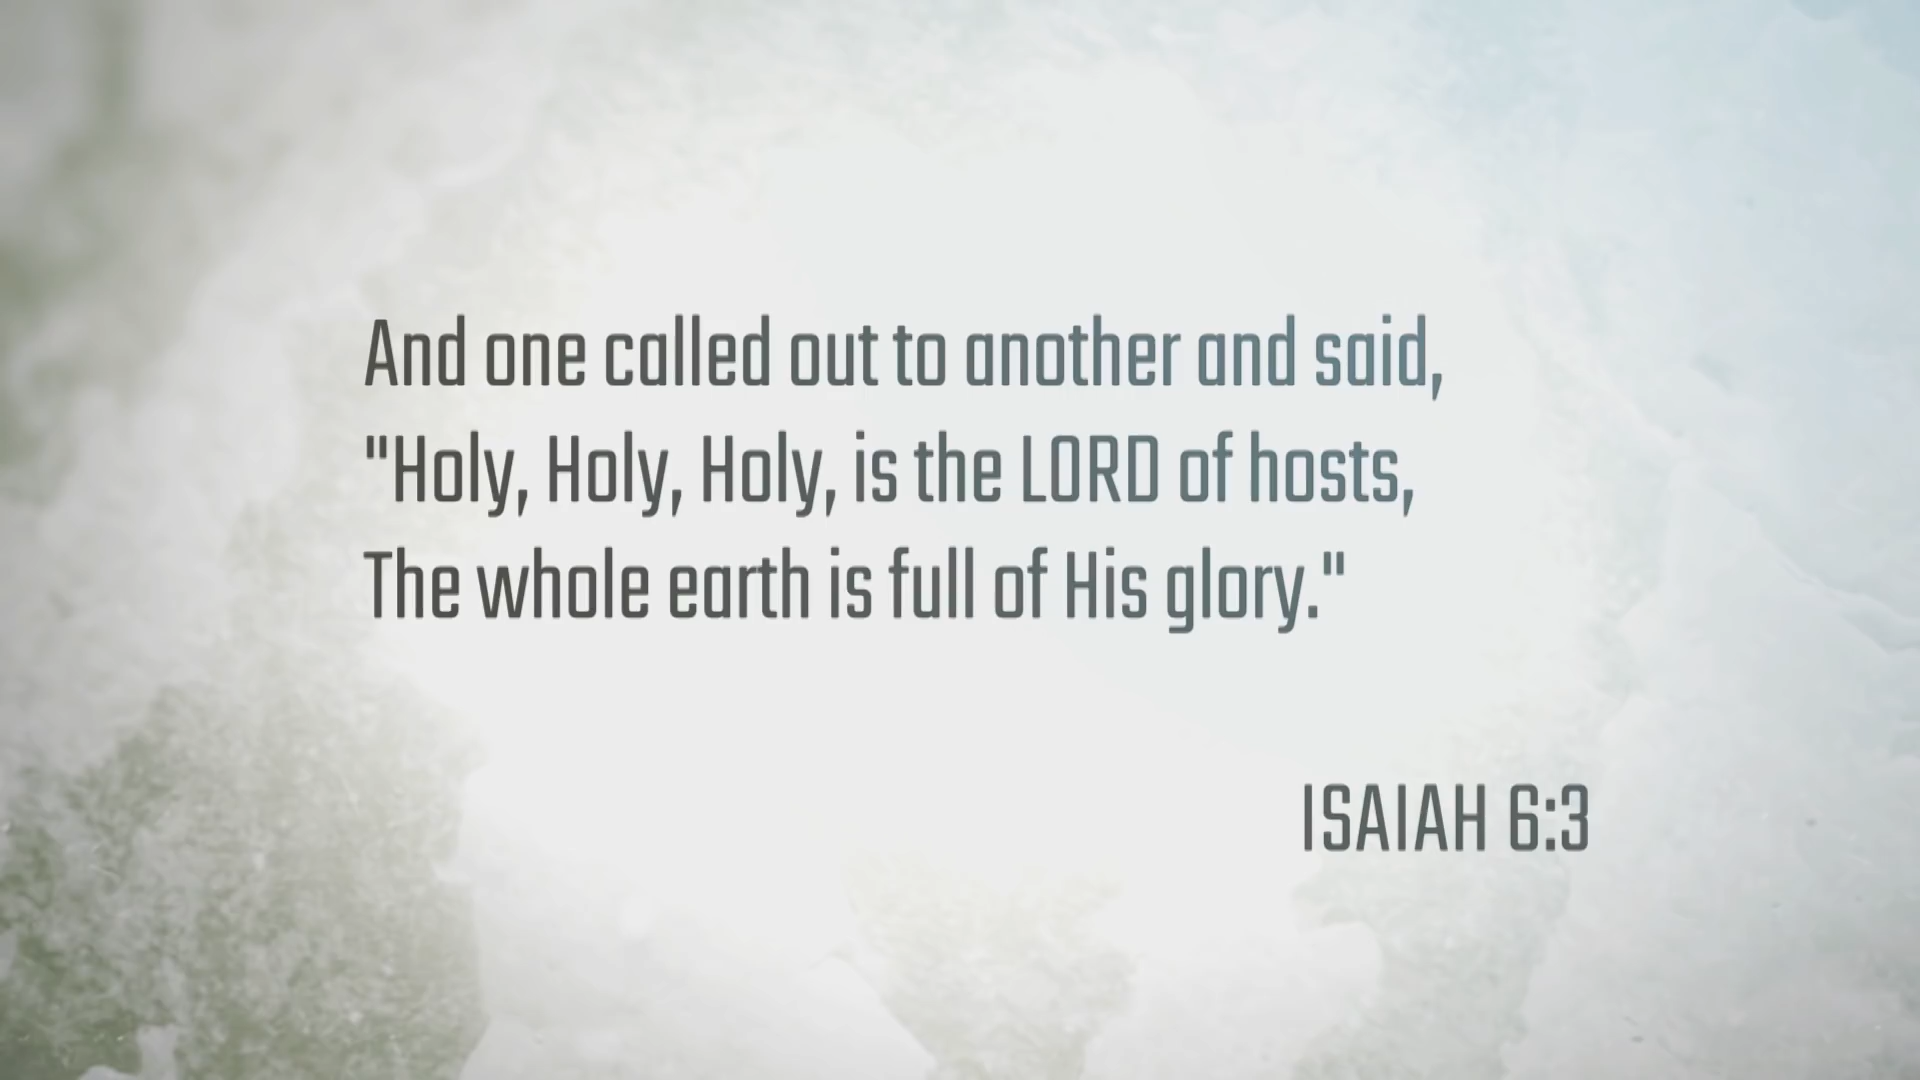 And one called out to another and said,
"Holy, Holy, Holy, is the LORD of hosts,
The whole earth is full of His glory."
ISAIAH 6:3